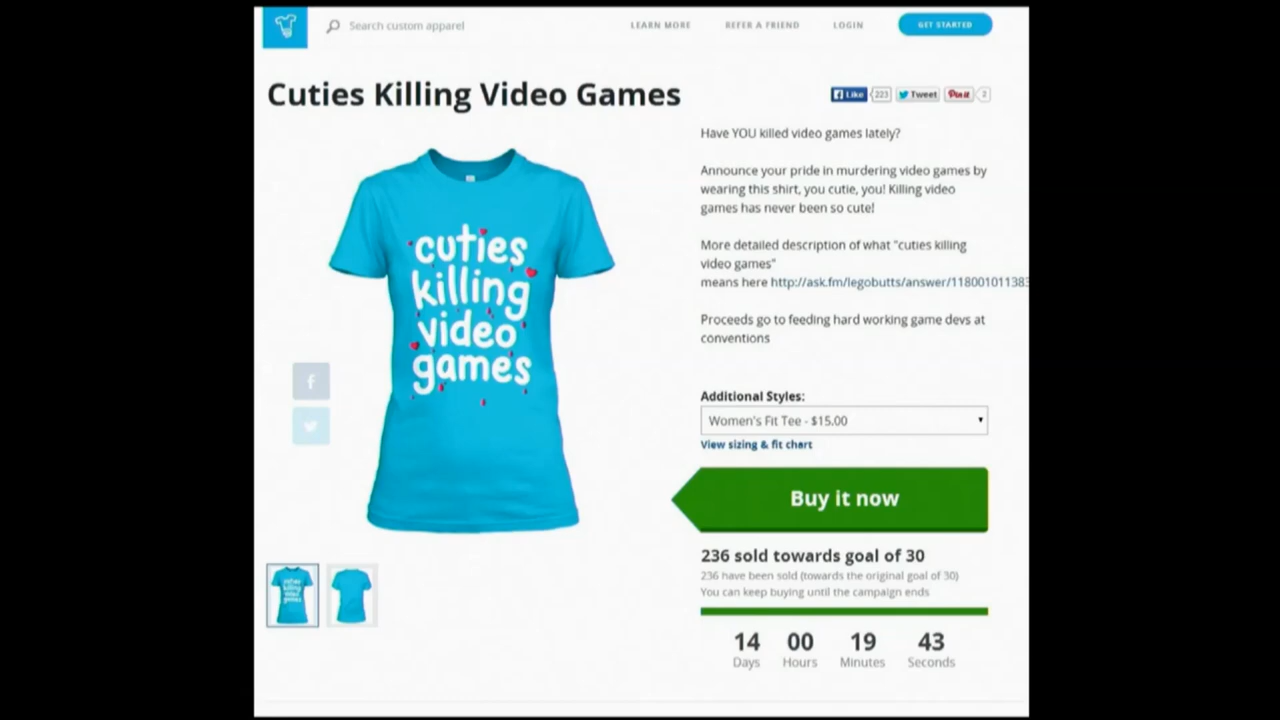 Search custom apparel
LEARN MORE
REFER A FRIEND
LOGIN
GET STARTED
Cuties Killing Video Games
Like
223
Tweet
Pin it
2
Have YOU killed video games lately?
Announce your pride in murdering video games by
wearing this shirt, you cutie, you! Killing video
games has never been so cute!
More detailed description of what "cuties killing
video games"
means here http://ask.fm/legobutts/answer/118001011383
Proceeds go to feeding hard working game devs at
conventions
cuties
killing
video
games
Additional Styles:
Women's Fit Tee - $15.00
View sizing & fit chart
Buy it now
236 sold towards goal of 30
236 have been sold (towards the original goal of 30)
You can keep buying until the campaign ends
14 00 19 43
Days Hours Minutes Seconds
cuties
killing
video
games